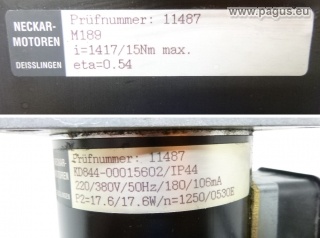 www.pagus.eu
NECKAR-
MOTOREN
DEISSLINGEN
Prüfnummer: 11487
M189
i=1417/15Nm max.
eta=0.54
Prüfnummer: 11487
KD844-00015602/IP44
220/380V/50Hz/180/106mA
P2=17.6/17.6W/n=1250/0530E